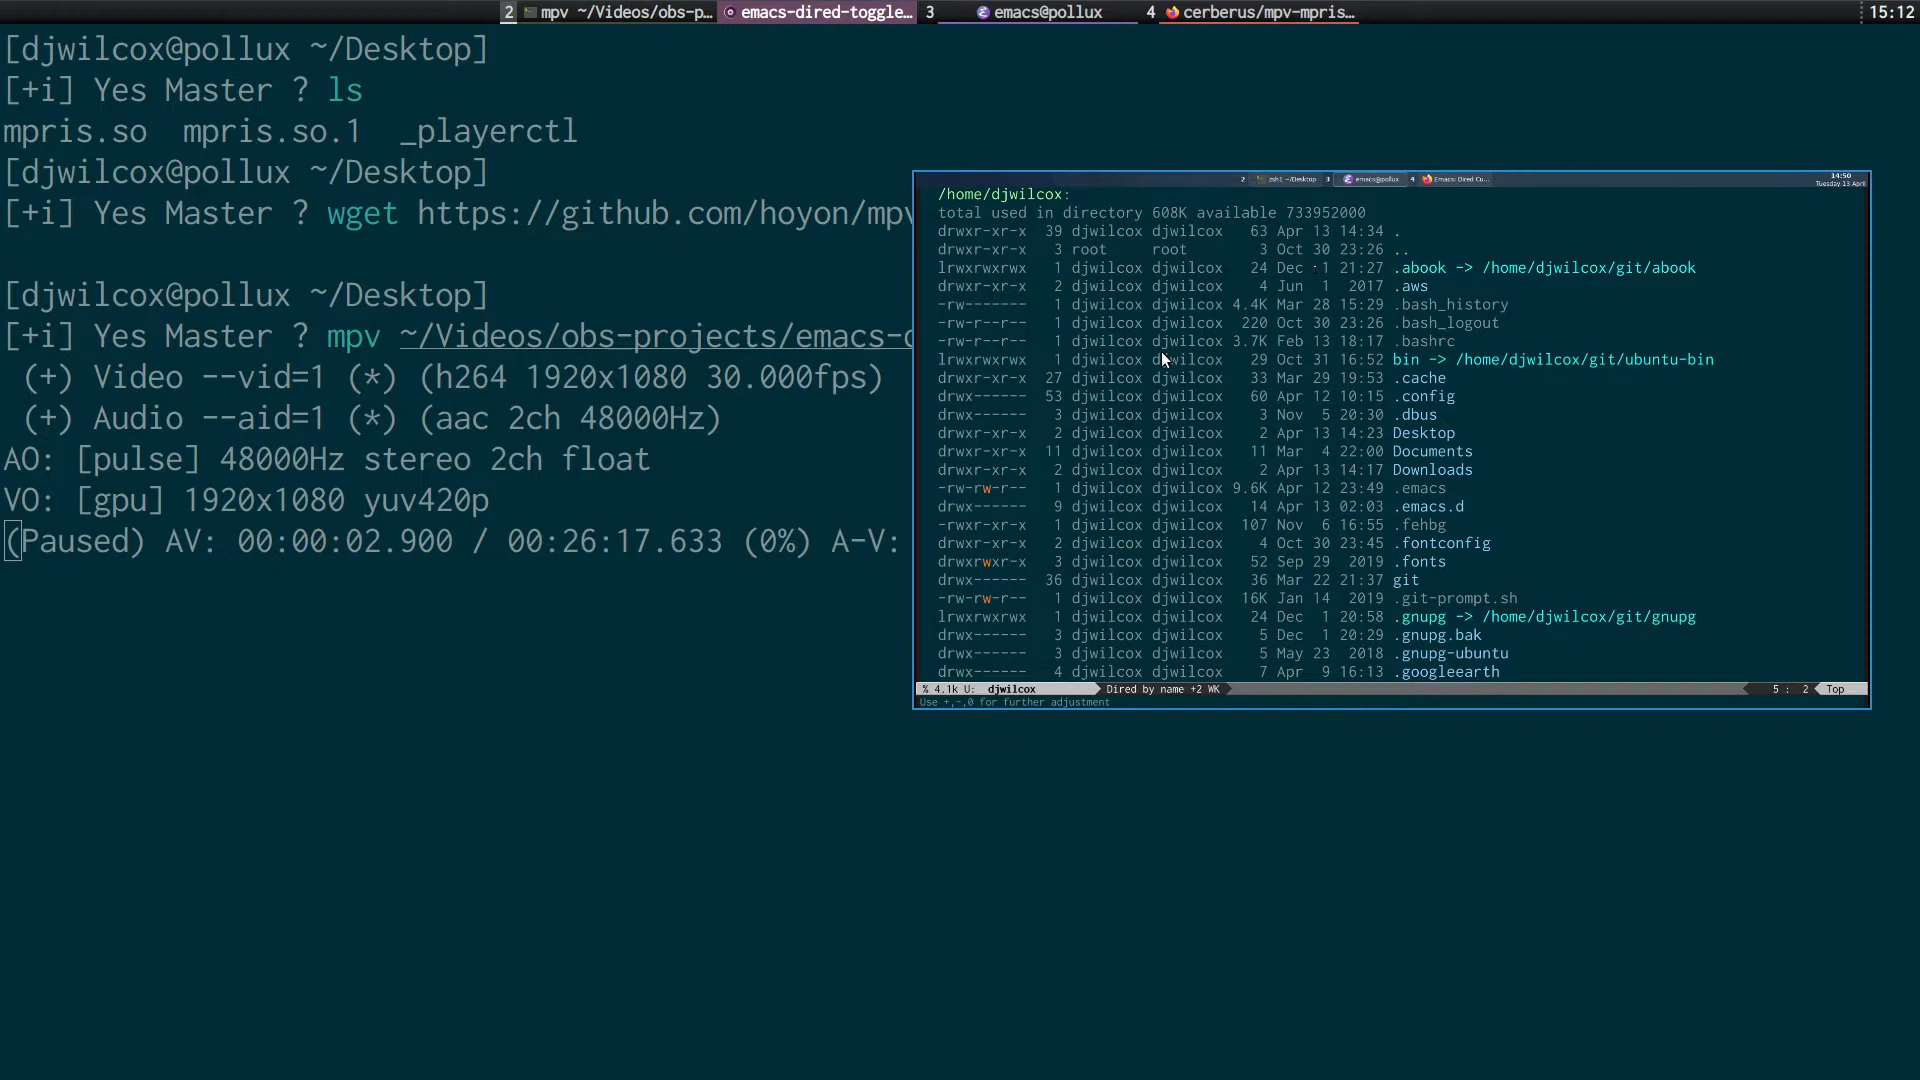 2 mpv ~/Videos/obs-p… emacs-dired-toggle… 3 emacs@pollux 4 cerberus/mpv-mpris… 15:12
[djwilcox@pollux ~/Desktop]
[+i] Yes Master ? ls
mpris.so mpris.so.1 _playerctl
[djwilcox@pollux ~/Desktop]
[+i] Yes Master ? wget https://github.com/hoyon/mpv
[djwilcox@pollux ~/Desktop]
[+i] Yes Master ? mpv ~/Videos/obs-projects/emacs-
(+) Video --vid=1 (*) (h264 1920x1080 30.000fps)
(+) Audio --aid=1 (*) (aac 2ch 48000Hz)
AO: [pulse] 48000Hz stereo 2ch float
VO: [gpu] 1920x1080 yuv420p
(Paused) AV: 00:00:02.900 / 00:26:17.633 (0%) A-V:
2 zsh1 ~/Desktop 3 emacs@pollux 4 Emacs: Dired Cu... 14:50
Tuesday 13 April
/home/djwilcox:
total used in directory 608K available 733952000
drwxr-xr-x 39 djwilcox djwilcox 63 Apr 13 14:34 .
drwxr-xr-x 3 root root 3 Oct 30 23:26 ..
lrwxrwxrwx 1 djwilcox djwilcox 24 Dec 1 21:27 .abook -> /home/djwilcox/git/abook
drwxr-xr-x 2 djwilcox djwilcox 4 Jun 1 2017 .aws
-rw------- 1 djwilcox djwilcox 4.4K Mar 28 15:29 .bash_history
-rw-r--r-- 1 djwilcox djwilcox 220 Oct 30 23:26 .bash_logout
-rw-r--r-- 1 djwilcox djwilcox 3.7K Feb 13 18:17 .bashrc
lrwxrwxrwx 1 djwilcox djwilcox 29 Oct 31 16:52 bin -> /home/djwilcox/git/ubuntu-bin
drwxr-xr-x 27 djwilcox djwilcox 33 Mar 29 19:53 .cache
drwx------ 53 djwilcox djwilcox 60 Apr 12 10:15 .config
drwx------ 3 djwilcox djwilcox 3 Nov 5 20:30 .dbus
drwxr-xr-x 2 djwilcox djwilcox 2 Apr 13 14:23 Desktop
drwxr-xr-x 11 djwilcox djwilcox 11 Mar 4 22:00 Documents
drwxr-xr-x 2 djwilcox djwilcox 2 Apr 13 14:17 Downloads
-rw-rw-r-- 1 djwilcox djwilcox 9.6K Apr 12 23:49 .emacs
drwx------ 9 djwilcox djwilcox 14 Apr 13 02:03 .emacs.d
-rwxr-xr-x 1 djwilcox djwilcox 107 Nov 6 16:55 .fehbg
drwxr-xr-x 2 djwilcox djwilcox 4 Oct 30 23:45 .fontconfig
drwxrwxr-x 3 djwilcox djwilcox 52 Sep 29 2019 .fonts
drwx------ 36 djwilcox djwilcox 36 Mar 22 21:37 git
-rw-rw-r-- 1 djwilcox djwilcox 16K Jan 14 2019 .git-prompt.sh
lrwxrwxrwx 1 djwilcox djwilcox 24 Dec 1 20:58 .gnupg -> /home/djwilcox/git/gnupg
drwx------ 3 djwilcox djwilcox 5 Dec 1 20:29 .gnupg.bak
drwx------ 3 djwilcox djwilcox 5 May 23 2018 .gnupg-ubuntu
drwx------ 4 djwilcox djwilcox 7 Apr 9 16:13 .googleearth
% 4.1k U: djwilcox Dired by name +2 WK 5 : 2 Top
Use +,-,0 for further adjustment